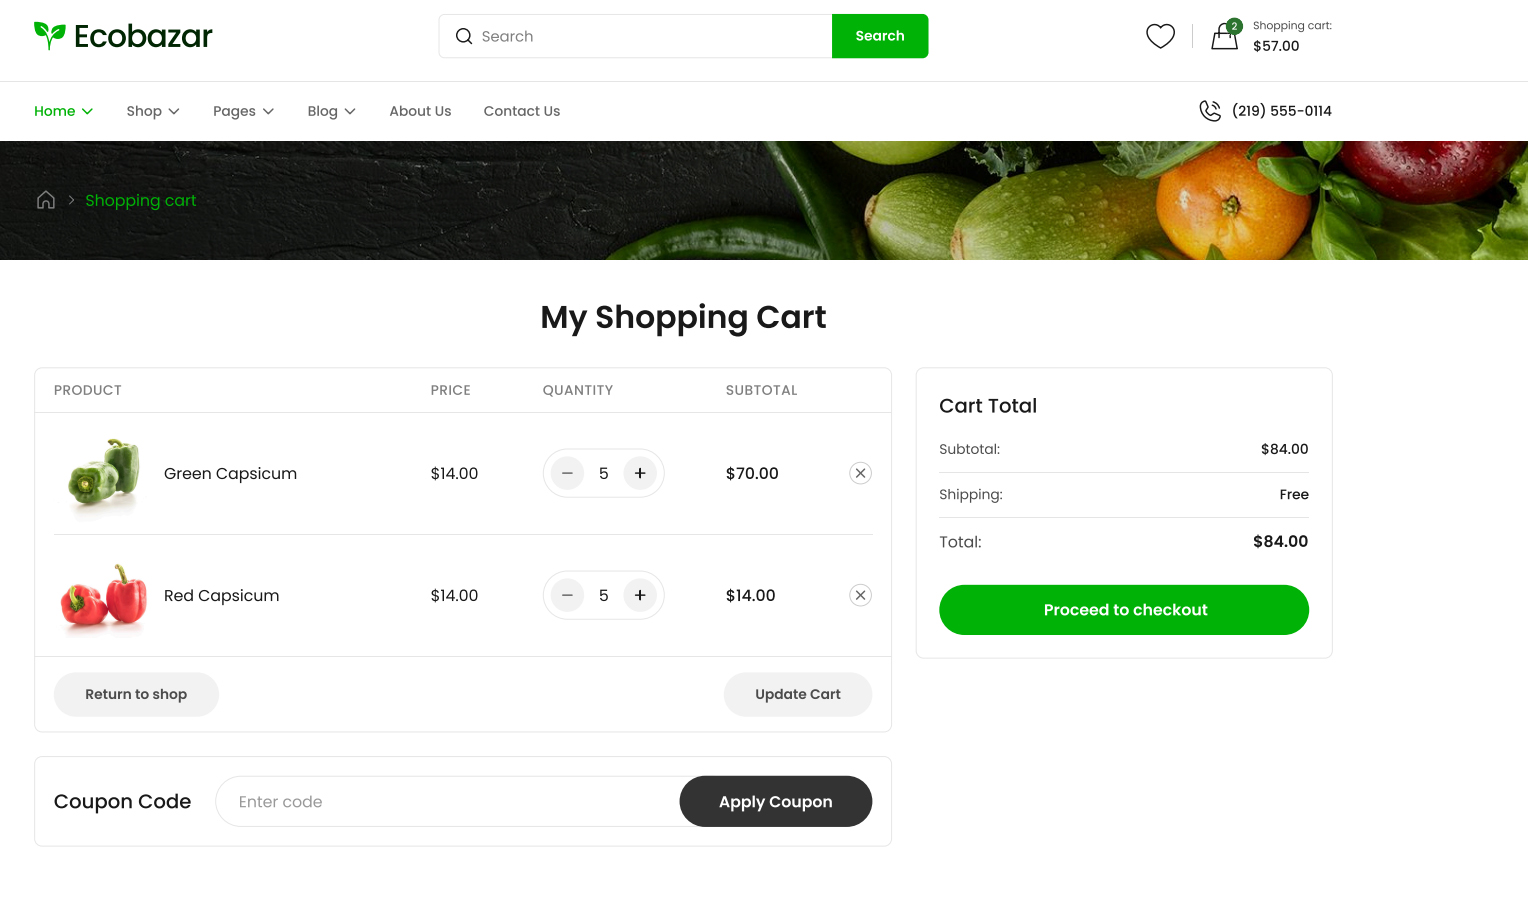 Ecobazar
Search
Search
2
Shopping cart:
$57.00
Home
Shop
Pages
Blog
About Us
Contact Us
(219) 555-0114
Shopping cart
My Shopping Cart
PRODUCT PRICE QUANTITY SUBTOTAL
Green Capsicum $14.00 5 $70.00
Red Capsicum $14.00 5 $14.00
Return to shop
Update Cart
Coupon Code
Enter code
Apply Coupon
Cart Total
Subtotal: $84.00
Shipping: Free
Total: $84.00
Proceed to checkout